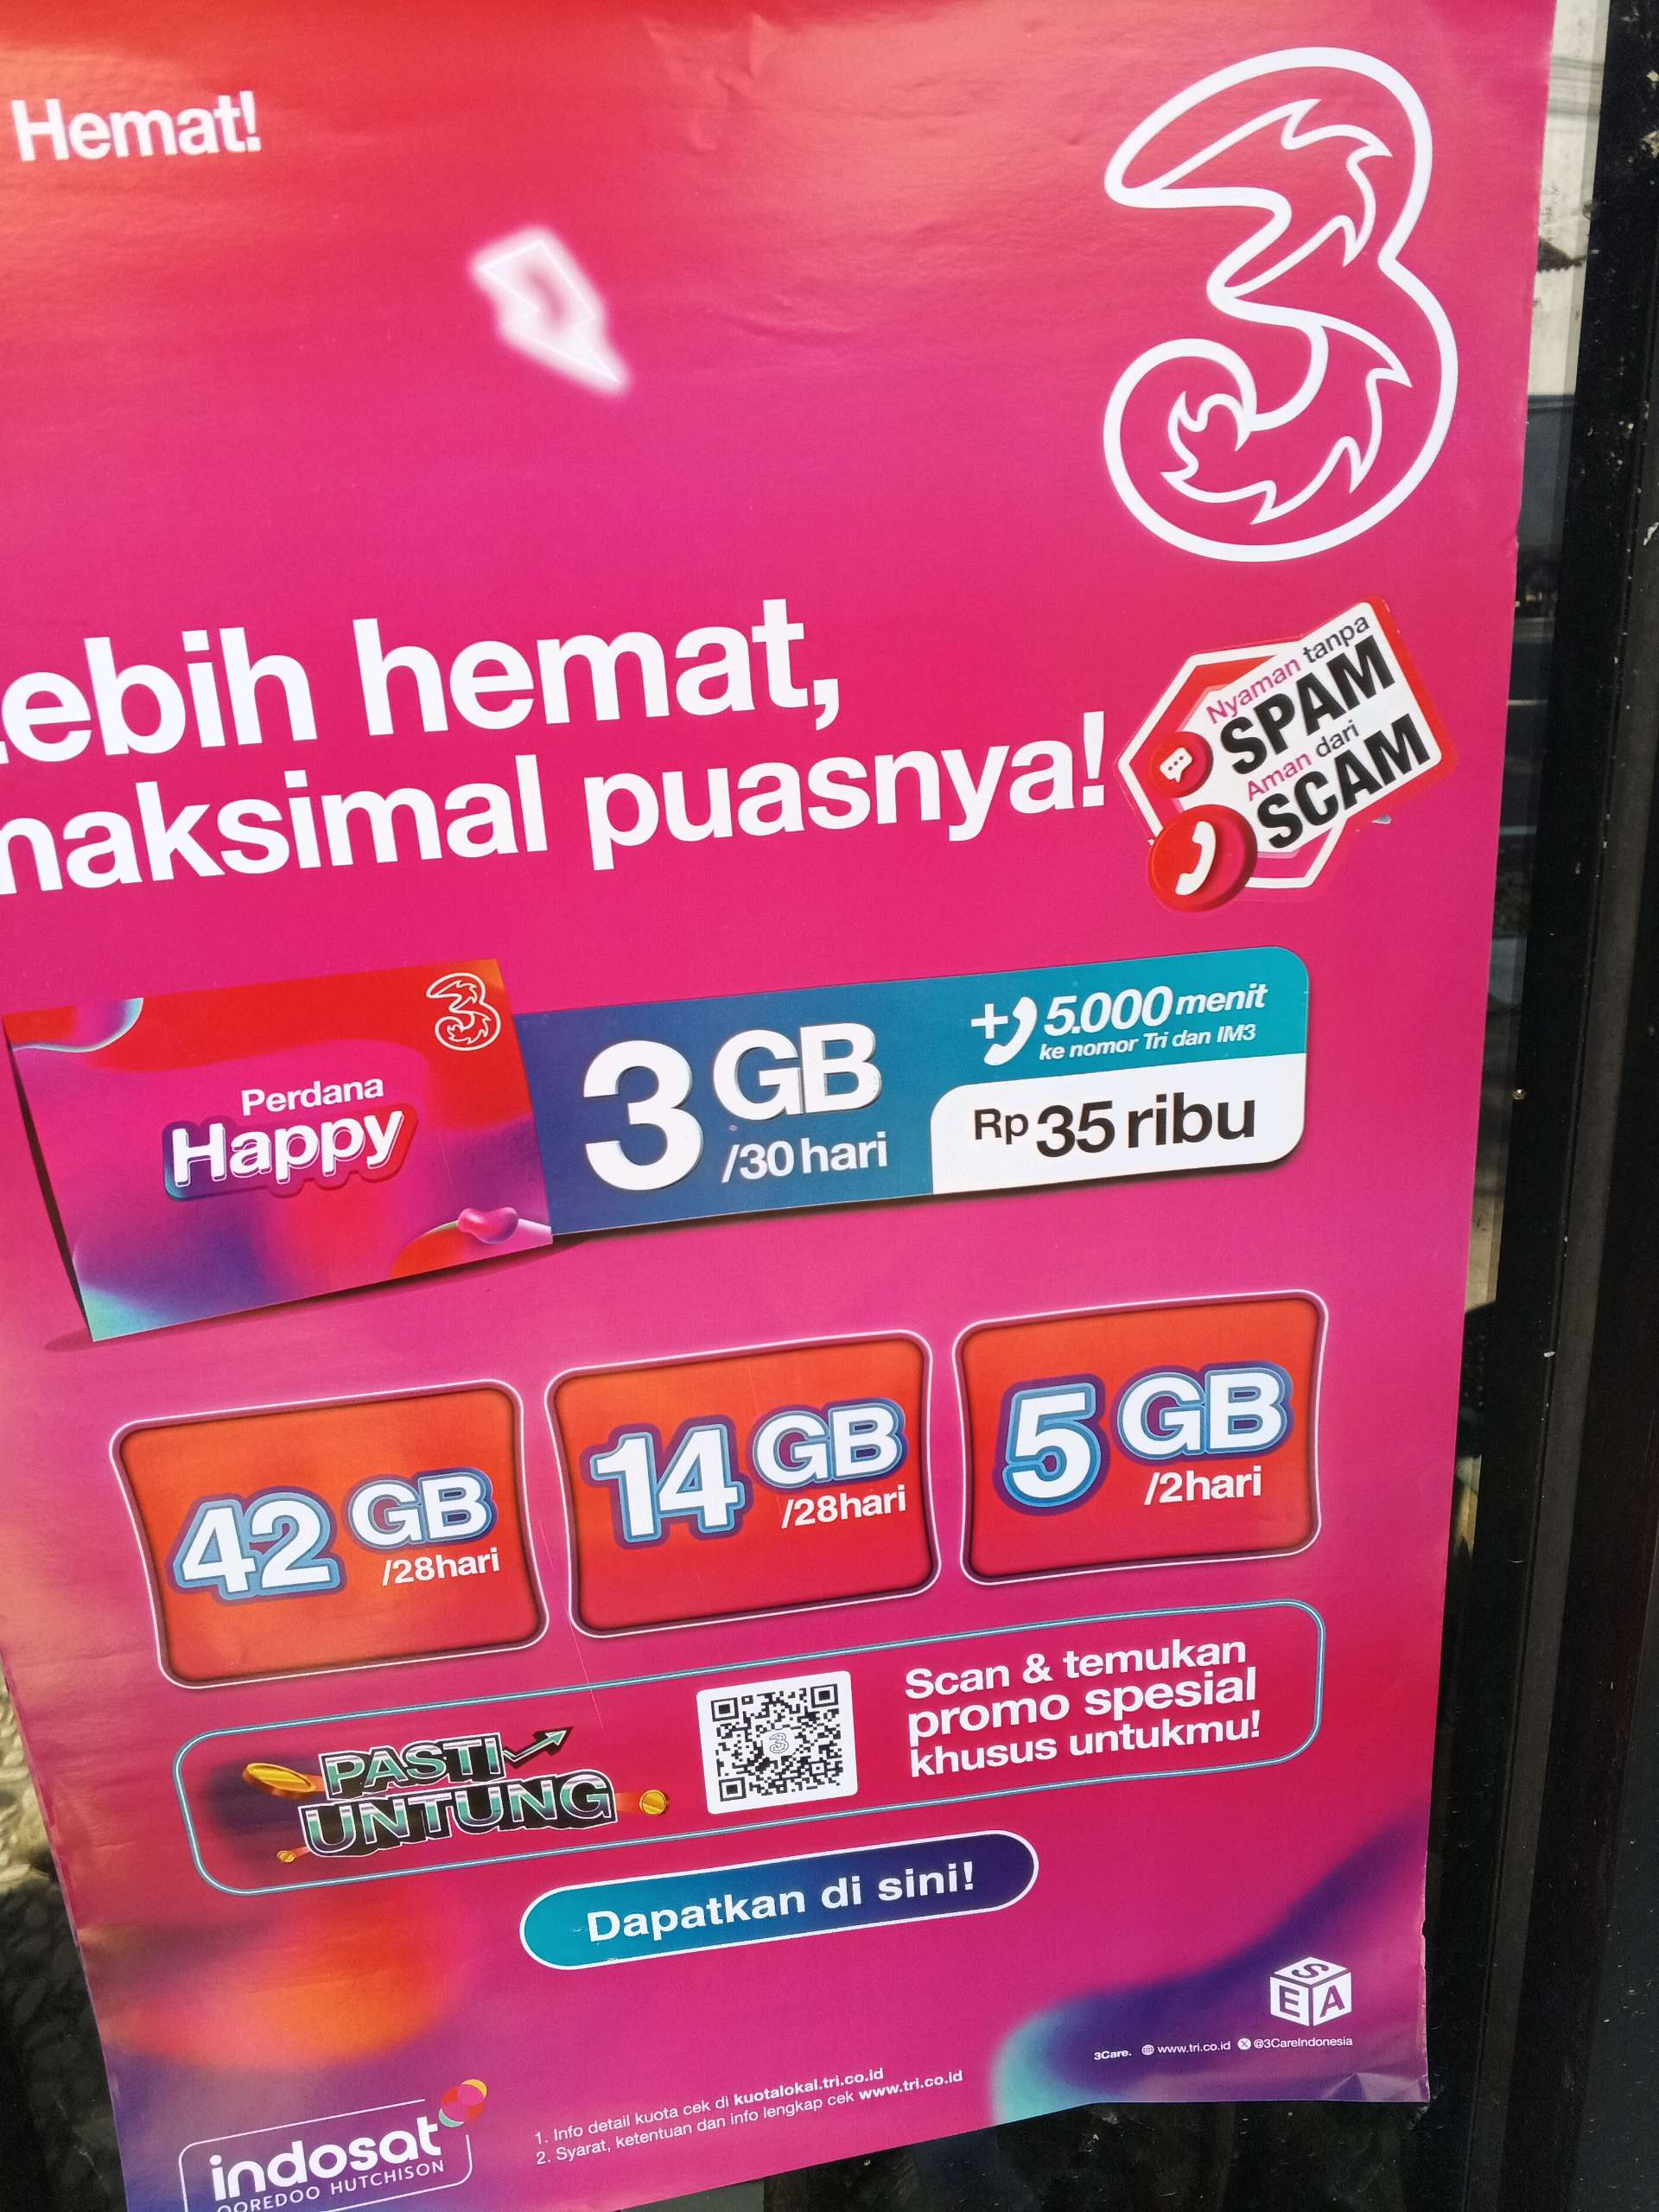 Hemat!
Lebih hemat,
maksimal puasnya!
Nyaman tanpa
SPAM
Aman dari
SCAM
3
Perdana
Happy
3 GB
/30 hari
+ 5.000 menit
ke nomor Tri dan IM3
Rp 35 ribu
42 GB
/28hari
14 GB
/28hari
5 GB
/2hari
PASTI
UNTUNG
Scan & temukan
promo spesial
khusus untukmu!
Dapatkan di sini!
SEA
3Care. www.tri.co.id @3CareIndonesia
1. Info detail kuota cek di kuotalokal.tri.co.id
2. Syarat, ketentuan dan info lengkap cek www.tri.co.id
indosat
OOREDOO HUTCHISON